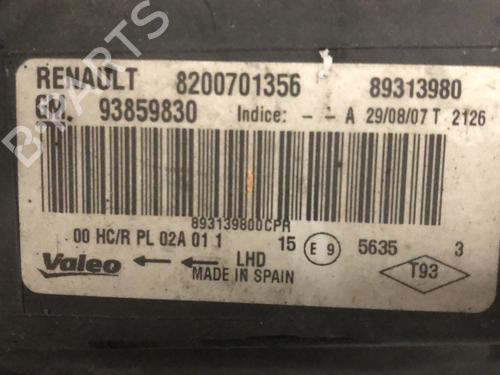 B-PARTS
RENAULT 8200701356 89313980
GM. 93859830 Indice: - - A 29/08/07 T 2126
893139800CPR
00 HC/R PL 02A 01 1 15 E 9 5635 3
Valeo LHD T93
MADE IN SPAIN